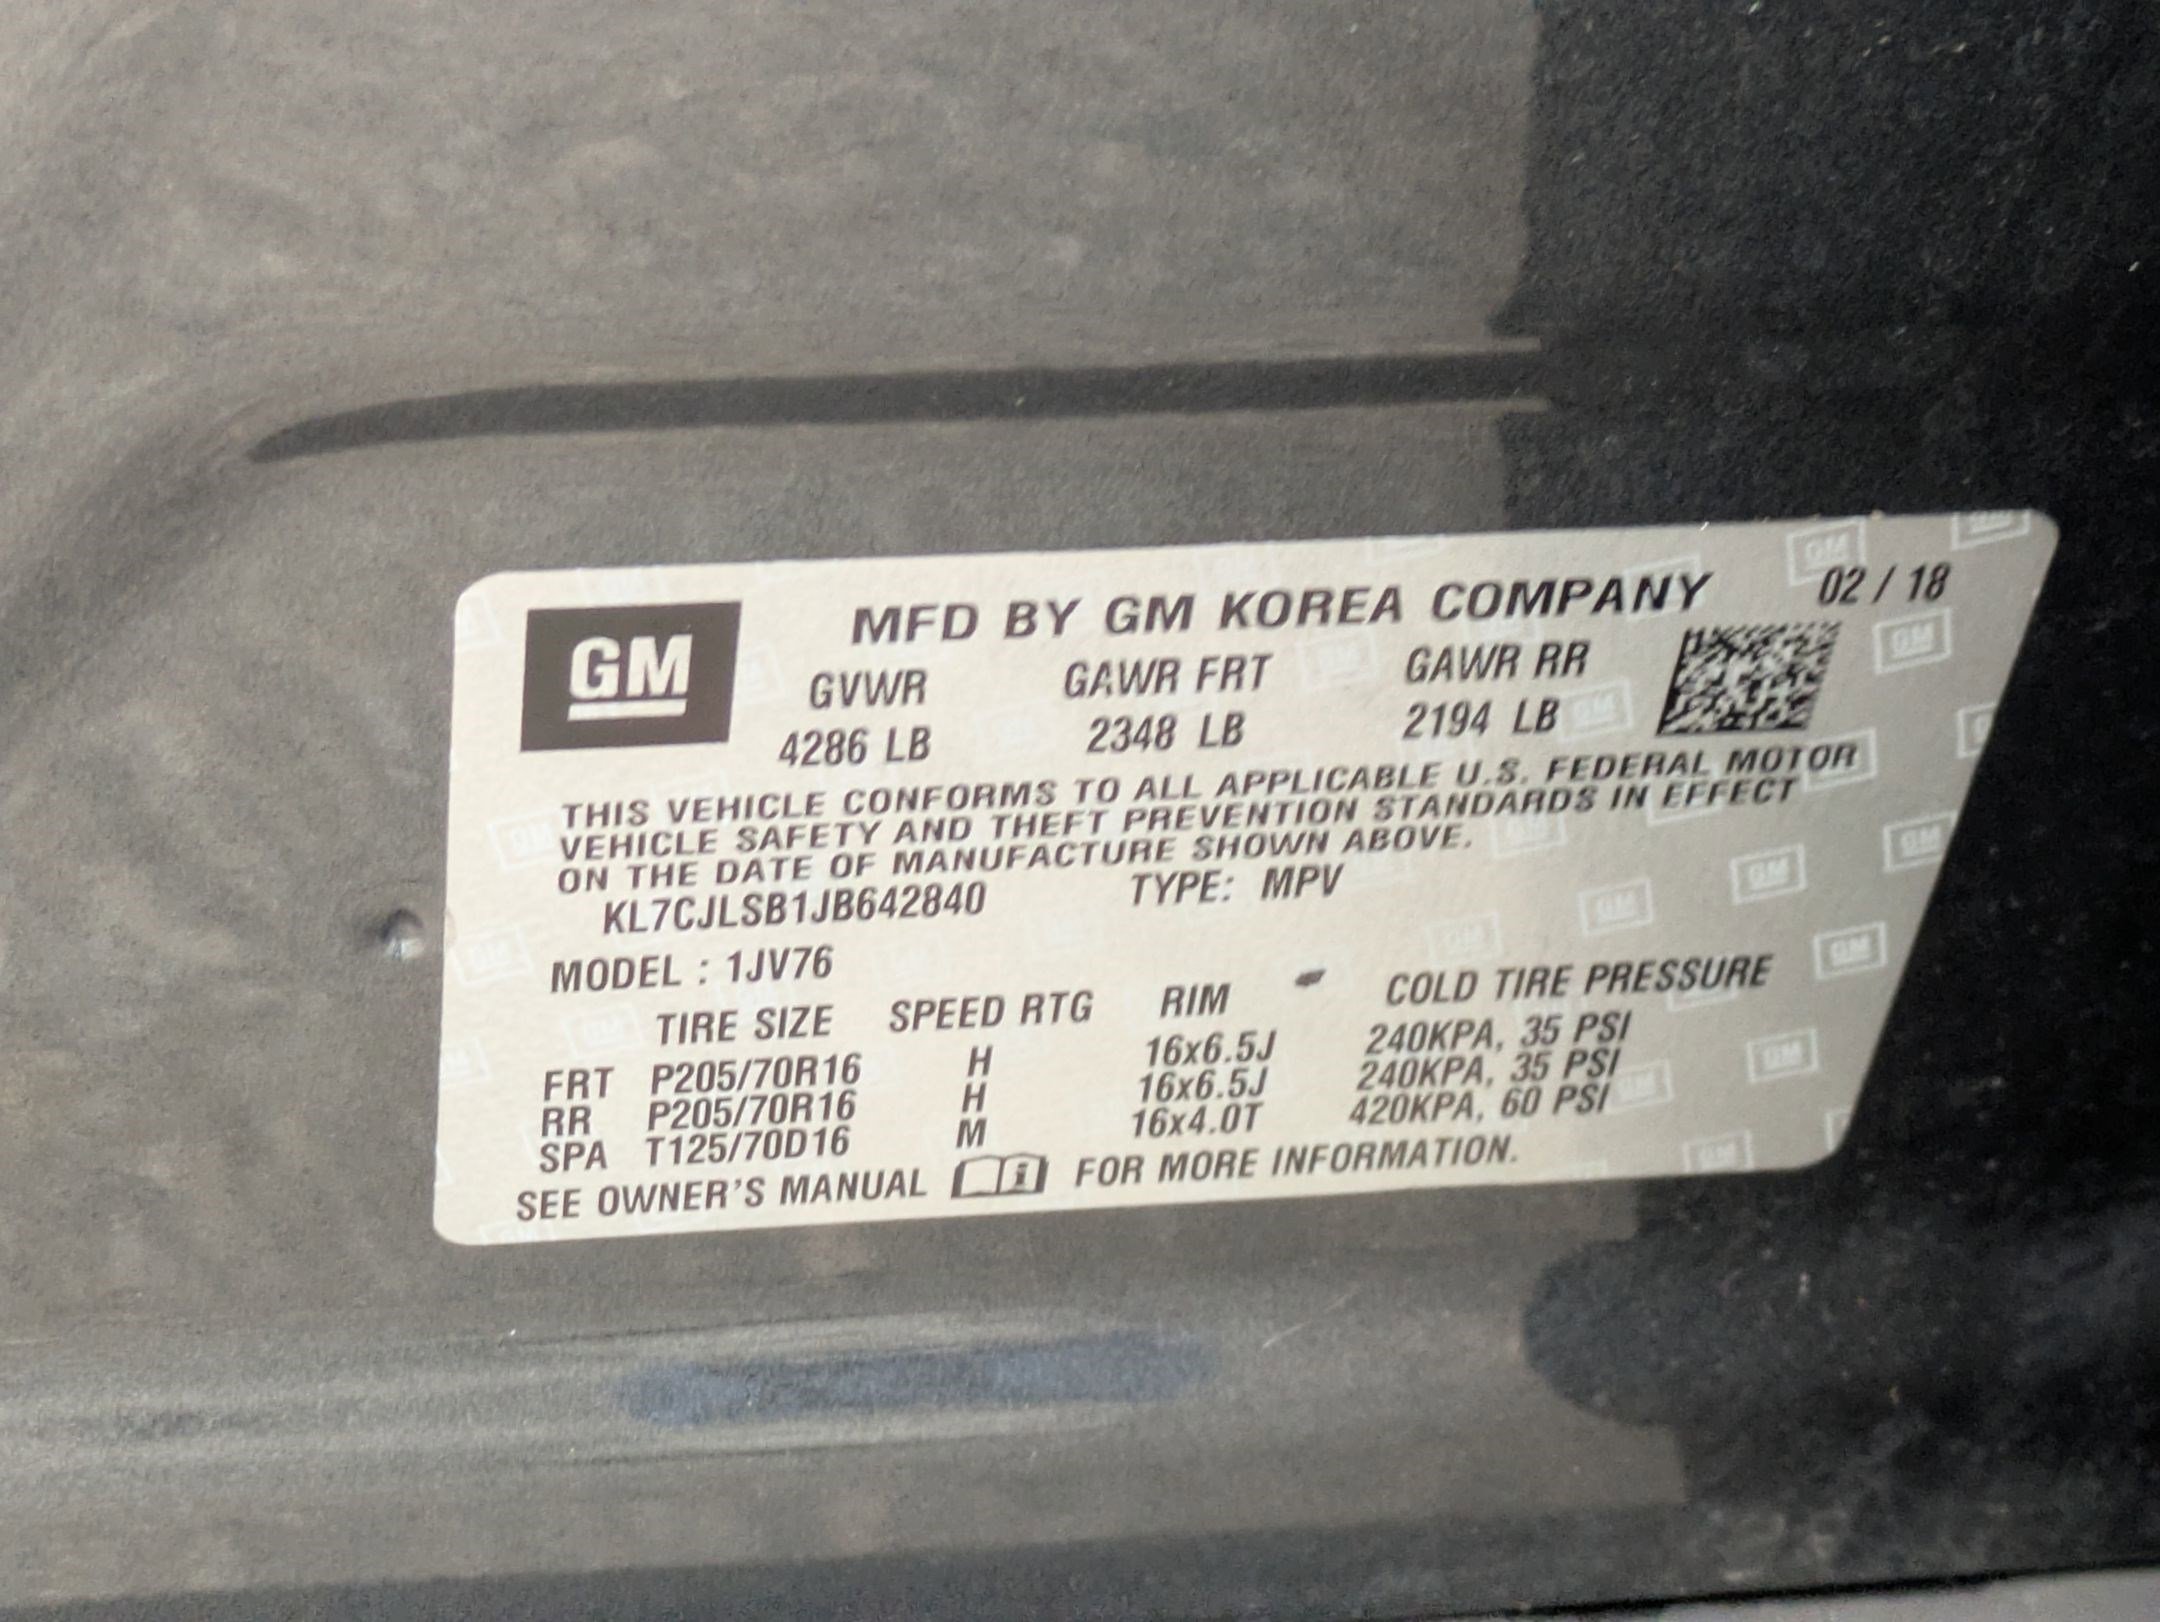 GM
MFD BY GM KOREA COMPANY 02 / 18
GVWR GAWR FRT GAWR RR
4286 LB 2348 LB 2194 LB
THIS VEHICLE CONFORMS TO ALL APPLICABLE U.S. FEDERAL MOTOR
VEHICLE SAFETY AND THEFT PREVENTION STANDARDS IN EFFECT
ON THE DATE OF MANUFACTURE SHOWN ABOVE.
KL7CJLSB1JB642840 TYPE: MPV
MODEL : 1JV76
TIRE SIZE SPEED RTG RIM COLD TIRE PRESSURE
FRT P205/70R16 H 16x6.5J 240KPA, 35 PSI
RR P205/70R16 H 16x6.5J 240KPA, 35 PSI
SPA T125/70D16 M 16x4.0T 420KPA, 60 PSI
SEE OWNER'S MANUAL i FOR MORE INFORMATION.